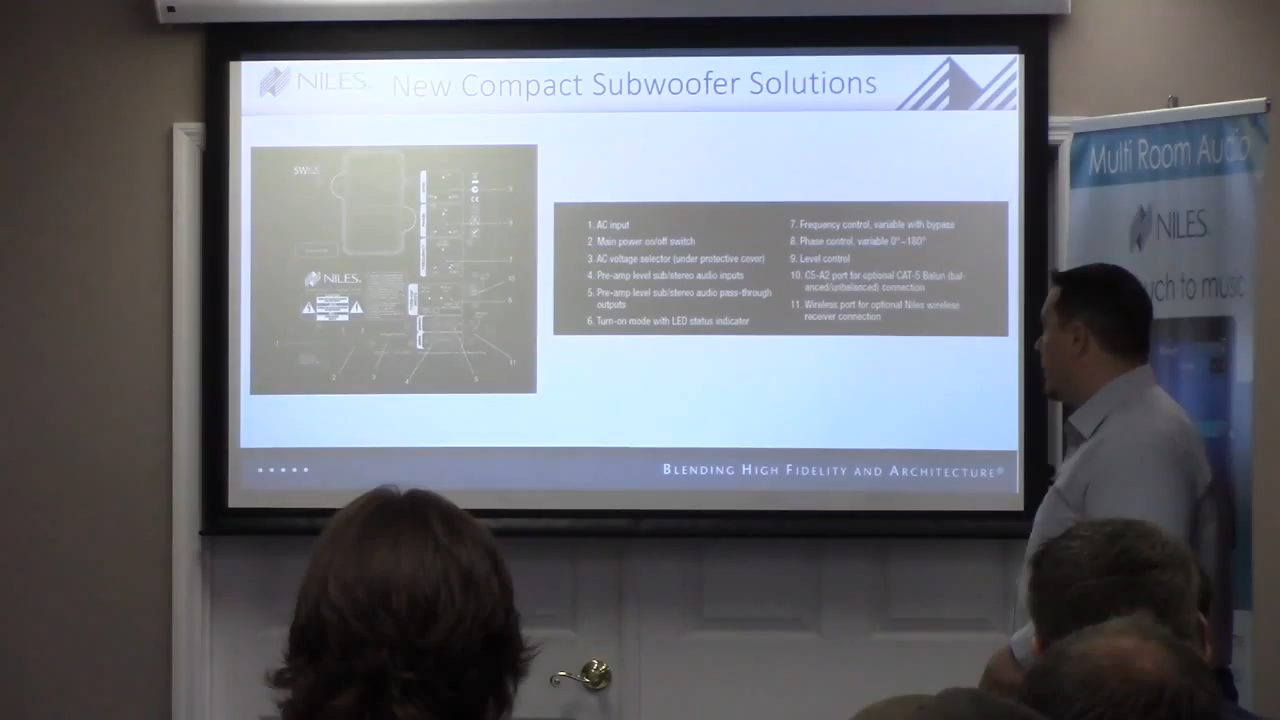 NILES.
New Compact Subwoofer Solutions
NILES.
1. AC input
2. Main power on/off switch
3. AC voltage selector (under protective cover)
4. Pre-amp level sub/stereo audio inputs
5. Pre-amp level sub/stereo audio pass-through
outputs
6. Turn-on mode with LED status indicator
7. Frequency control, variable with bypass
8. Phase control, variable 0°–180°
9. Level control
10. C5-A2 port for optional CAT-5 Balun (bal-
anced/unbalanced) connection
11. Wireless port for optional Niles wireless
receiver connection
BLENDING HIGH FIDELITY AND ARCHITECTURE®
Multi Room Audio
NILES
uch to music